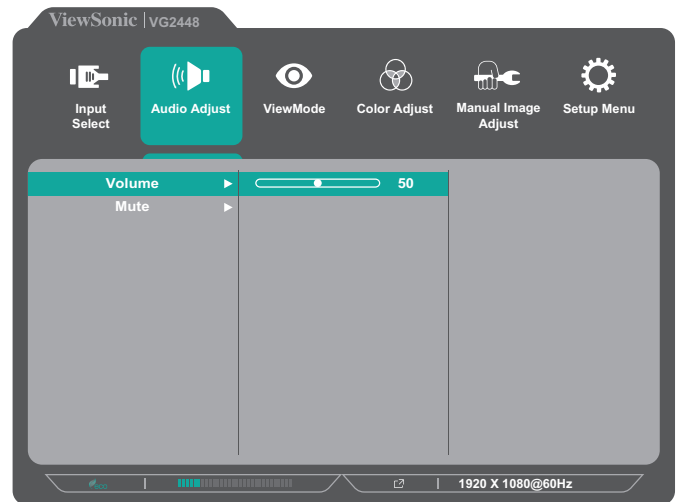 ViewSonic | VG2448
Input Select
Audio Adjust
ViewMode
Color Adjust
Manual Image Adjust
Setup Menu
Volume 50
Mute
eco
1920 X 1080@60Hz